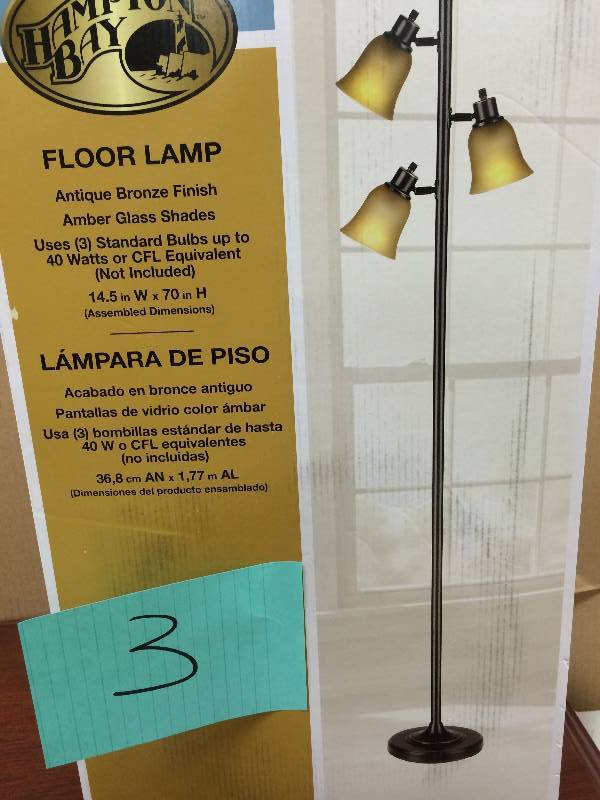 HAMPTON
BAY
FLOOR LAMP
Antique Bronze Finish
Amber Glass Shades
Uses (3) Standard Bulbs up to
40 Watts or CFL Equivalent
(Not Included)
14.5 in W x 70 in H
(Assembled Dimensions)
LÁMPARA DE PISO
Acabado en bronce antiguo
Pantallas de vidrio color ámbar
Usa (3) bombillas estándar de hasta
40 W o CFL equivalentes
(no incluidas)
36,8 cm AN x 1,77 m AL
(Dimensiones del producto ensamblado)
3